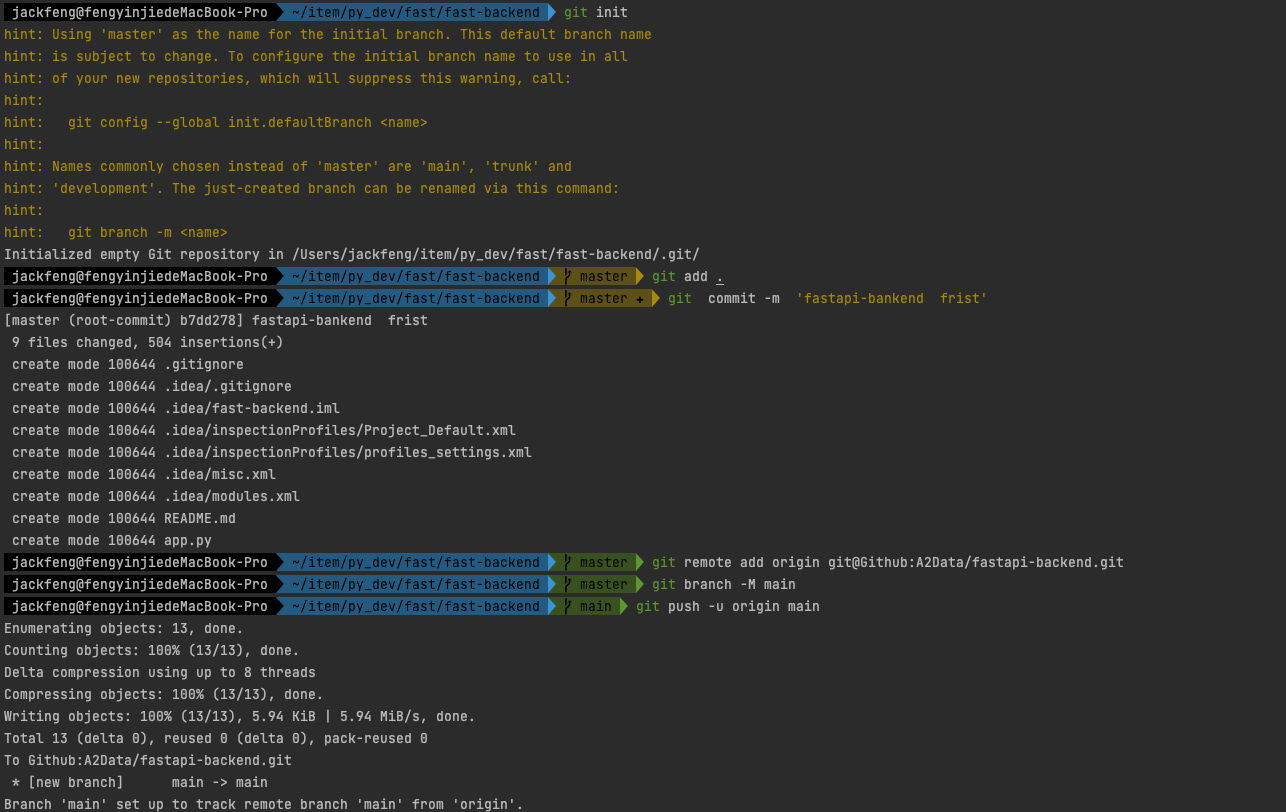 jackfeng@fengyinjiedeMacBook-Pro ~/item/py_dev/fast/fast-backend git init
hint: Using 'master' as the name for the initial branch. This default branch name
hint: is subject to change. To configure the initial branch name to use in all
hint: of your new repositories, which will suppress this warning, call:
hint:
hint:   git config --global init.defaultBranch <name>
hint:
hint: Names commonly chosen instead of 'master' are 'main', 'trunk' and
hint: 'development'. The just-created branch can be renamed via this command:
hint:
hint:   git branch -m <name>
Initialized empty Git repository in /Users/jackfeng/item/py_dev/fast/fast-backend/.git/
jackfeng@fengyinjiedeMacBook-Pro ~/item/py_dev/fast/fast-backend master git add .
jackfeng@fengyinjiedeMacBook-Pro ~/item/py_dev/fast/fast-backend master + git  commit -m  'fastapi-bankend  frist'
[master (root-commit) b7dd278] fastapi-bankend  frist
 9 files changed, 504 insertions(+)
 create mode 100644 .gitignore
 create mode 100644 .idea/.gitignore
 create mode 100644 .idea/fast-backend.iml
 create mode 100644 .idea/inspectionProfiles/Project_Default.xml
 create mode 100644 .idea/inspectionProfiles/profiles_settings.xml
 create mode 100644 .idea/misc.xml
 create mode 100644 .idea/modules.xml
 create mode 100644 README.md
 create mode 100644 app.py
jackfeng@fengyinjiedeMacBook-Pro ~/item/py_dev/fast/fast-backend master git remote add origin git@Github:A2Data/fastapi-backend.git
jackfeng@fengyinjiedeMacBook-Pro ~/item/py_dev/fast/fast-backend master git branch -M main
jackfeng@fengyinjiedeMacBook-Pro ~/item/py_dev/fast/fast-backend main git push -u origin main
Enumerating objects: 13, done.
Counting objects: 100% (13/13), done.
Delta compression using up to 8 threads
Compressing objects: 100% (13/13), done.
Writing objects: 100% (13/13), 5.94 KiB | 5.94 MiB/s, done.
Total 13 (delta 0), reused 0 (delta 0), pack-reused 0
To Github:A2Data/fastapi-backend.git
 * [new branch]      main -> main
Branch 'main' set up to track remote branch 'main' from 'origin'.